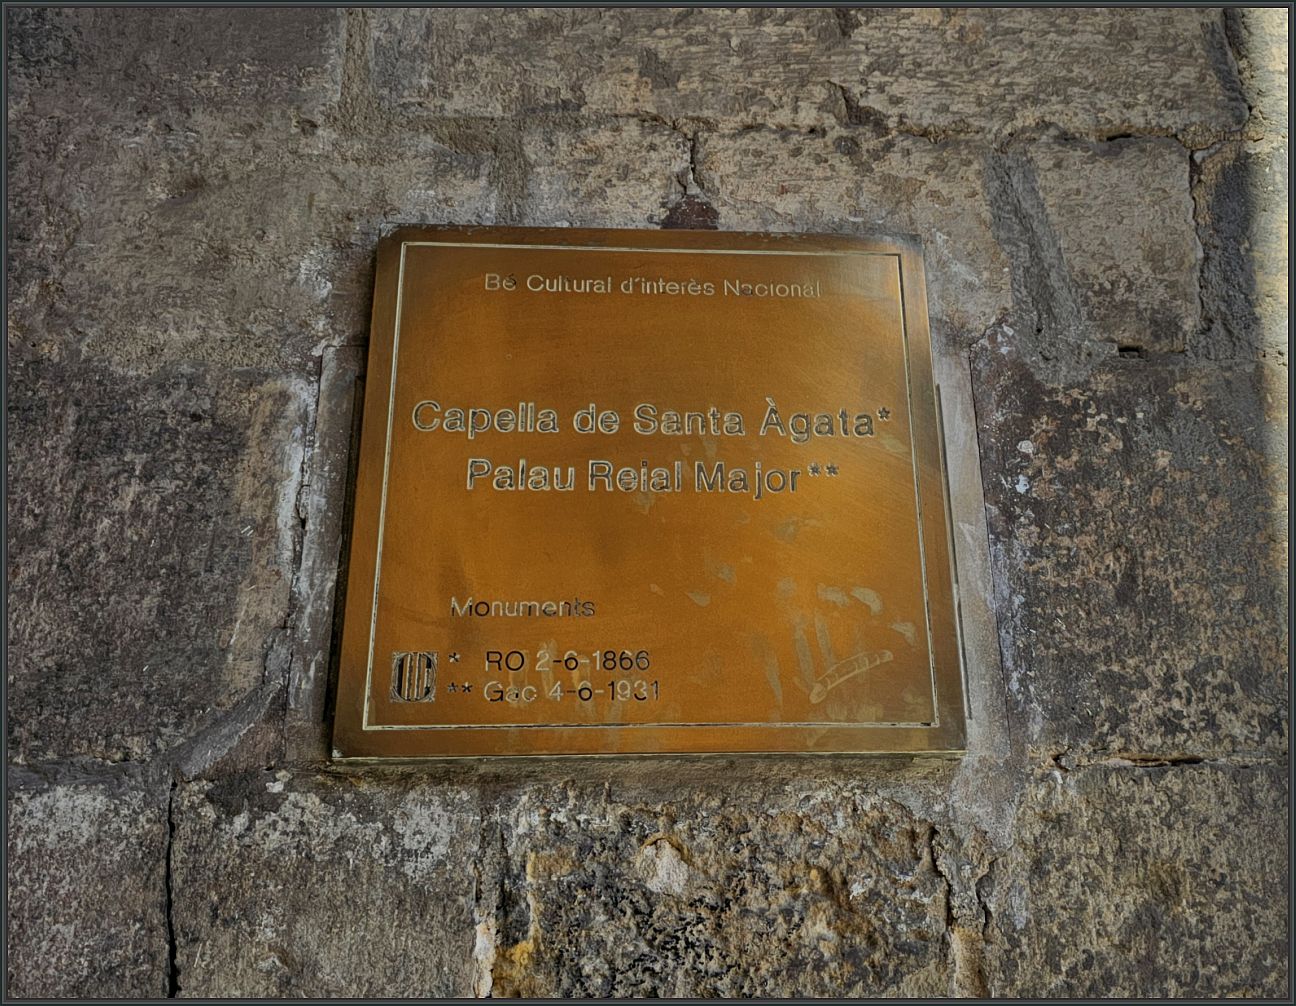 Bé Cultural d'interès Nacional
Capella de Santa Àgata*
Palau Reial Major**
Monuments
* RO 2-6-1866
** Gac 4-6-1931